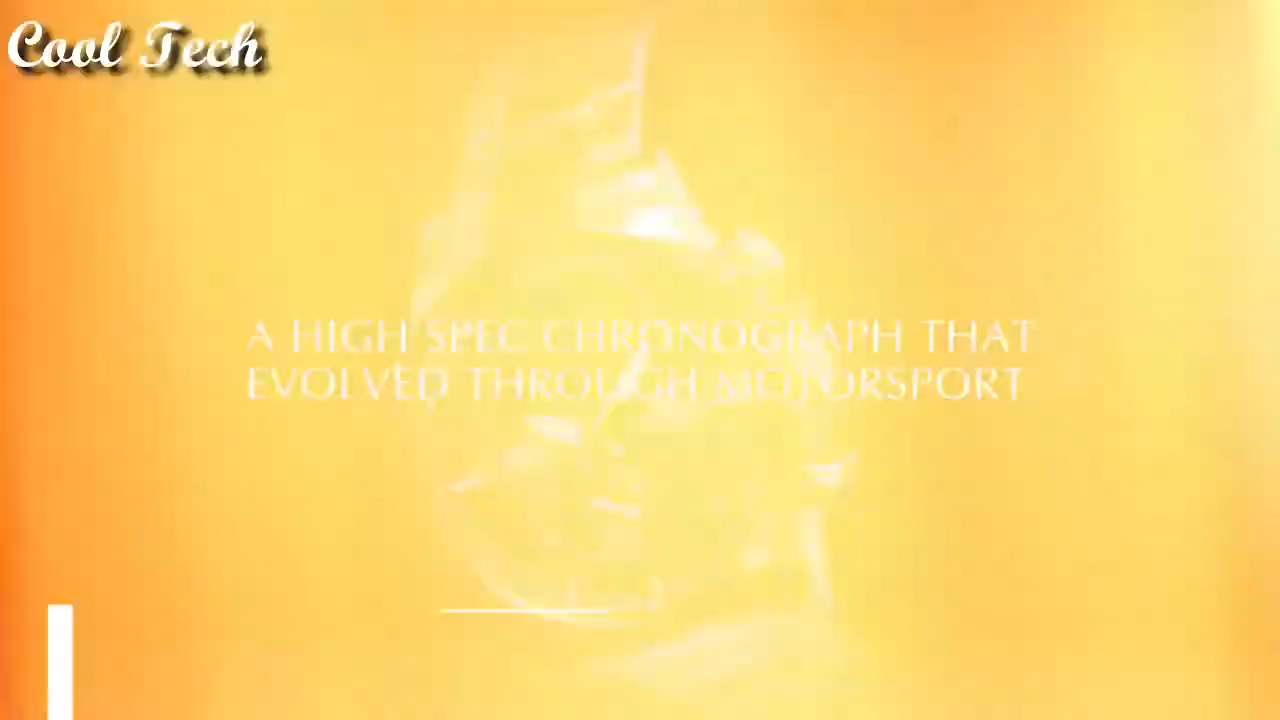 Cool Tech
A HIGH SPEC CHRONOGRAPH THAT
EVOLVED THROUGH MOTORSPORT